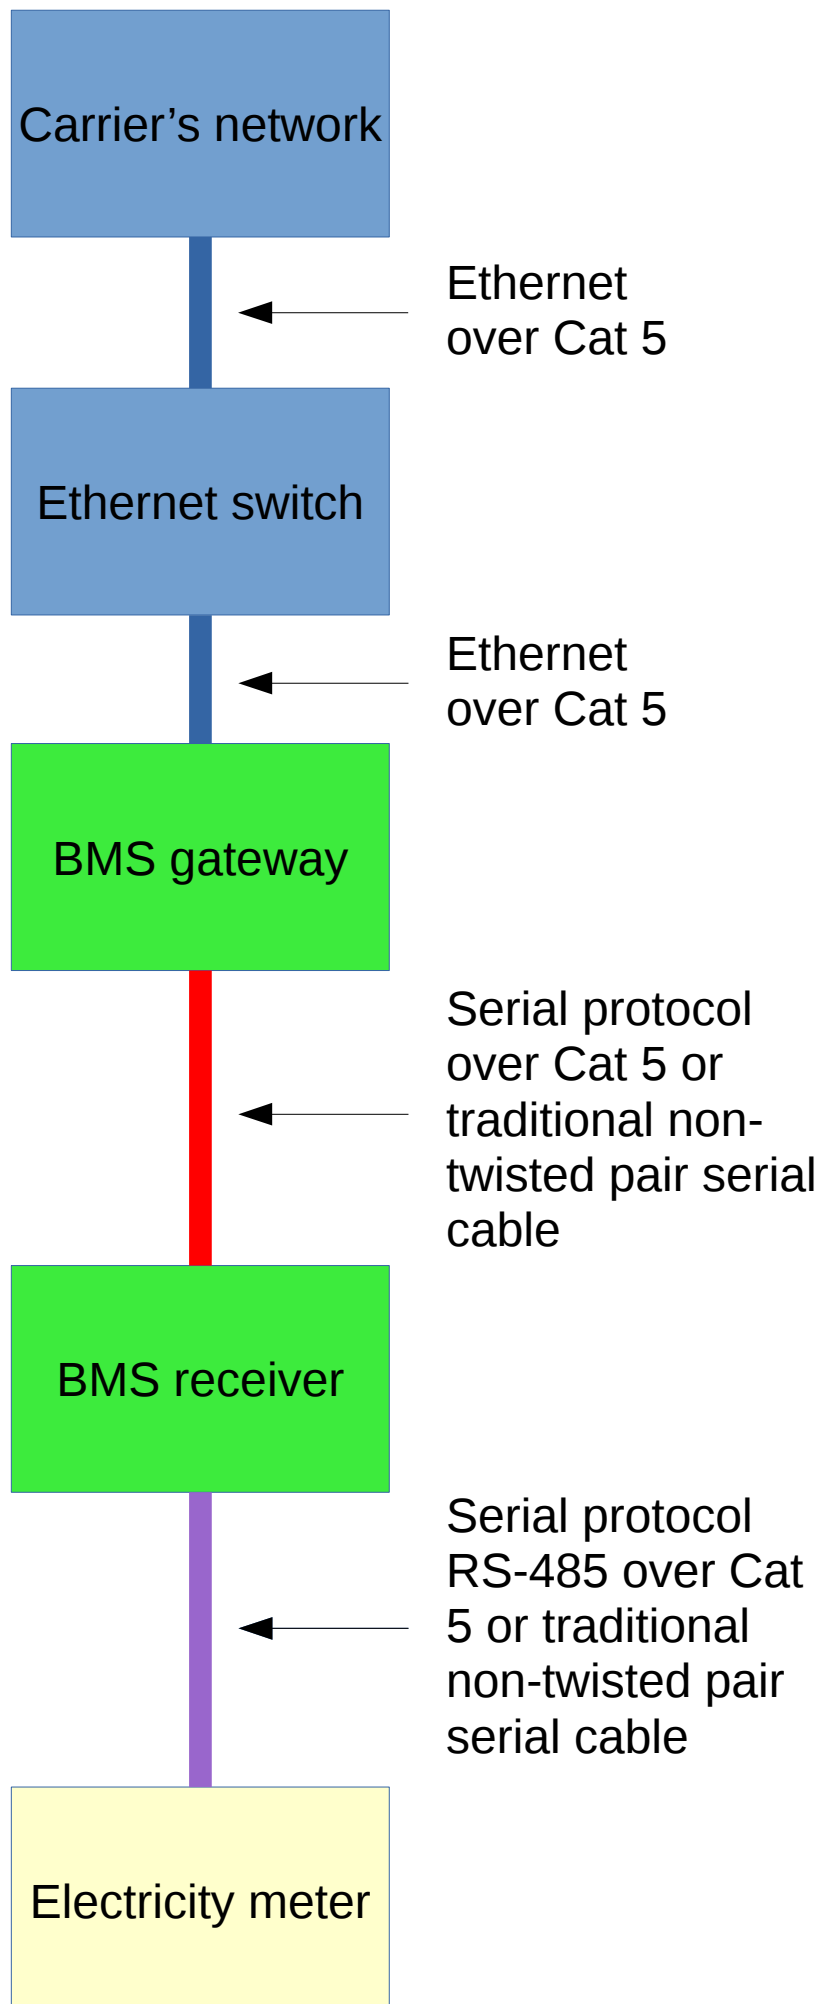 Carrier’s network
Ethernet
over Cat 5
Ethernet switch
Ethernet
over Cat 5
BMS gateway
Serial protocol
over Cat 5 or
traditional non-
twisted pair serial
cable
BMS receiver
Serial protocol
RS-485 over Cat
5 or traditional
non-twisted pair
serial cable
Electricity meter